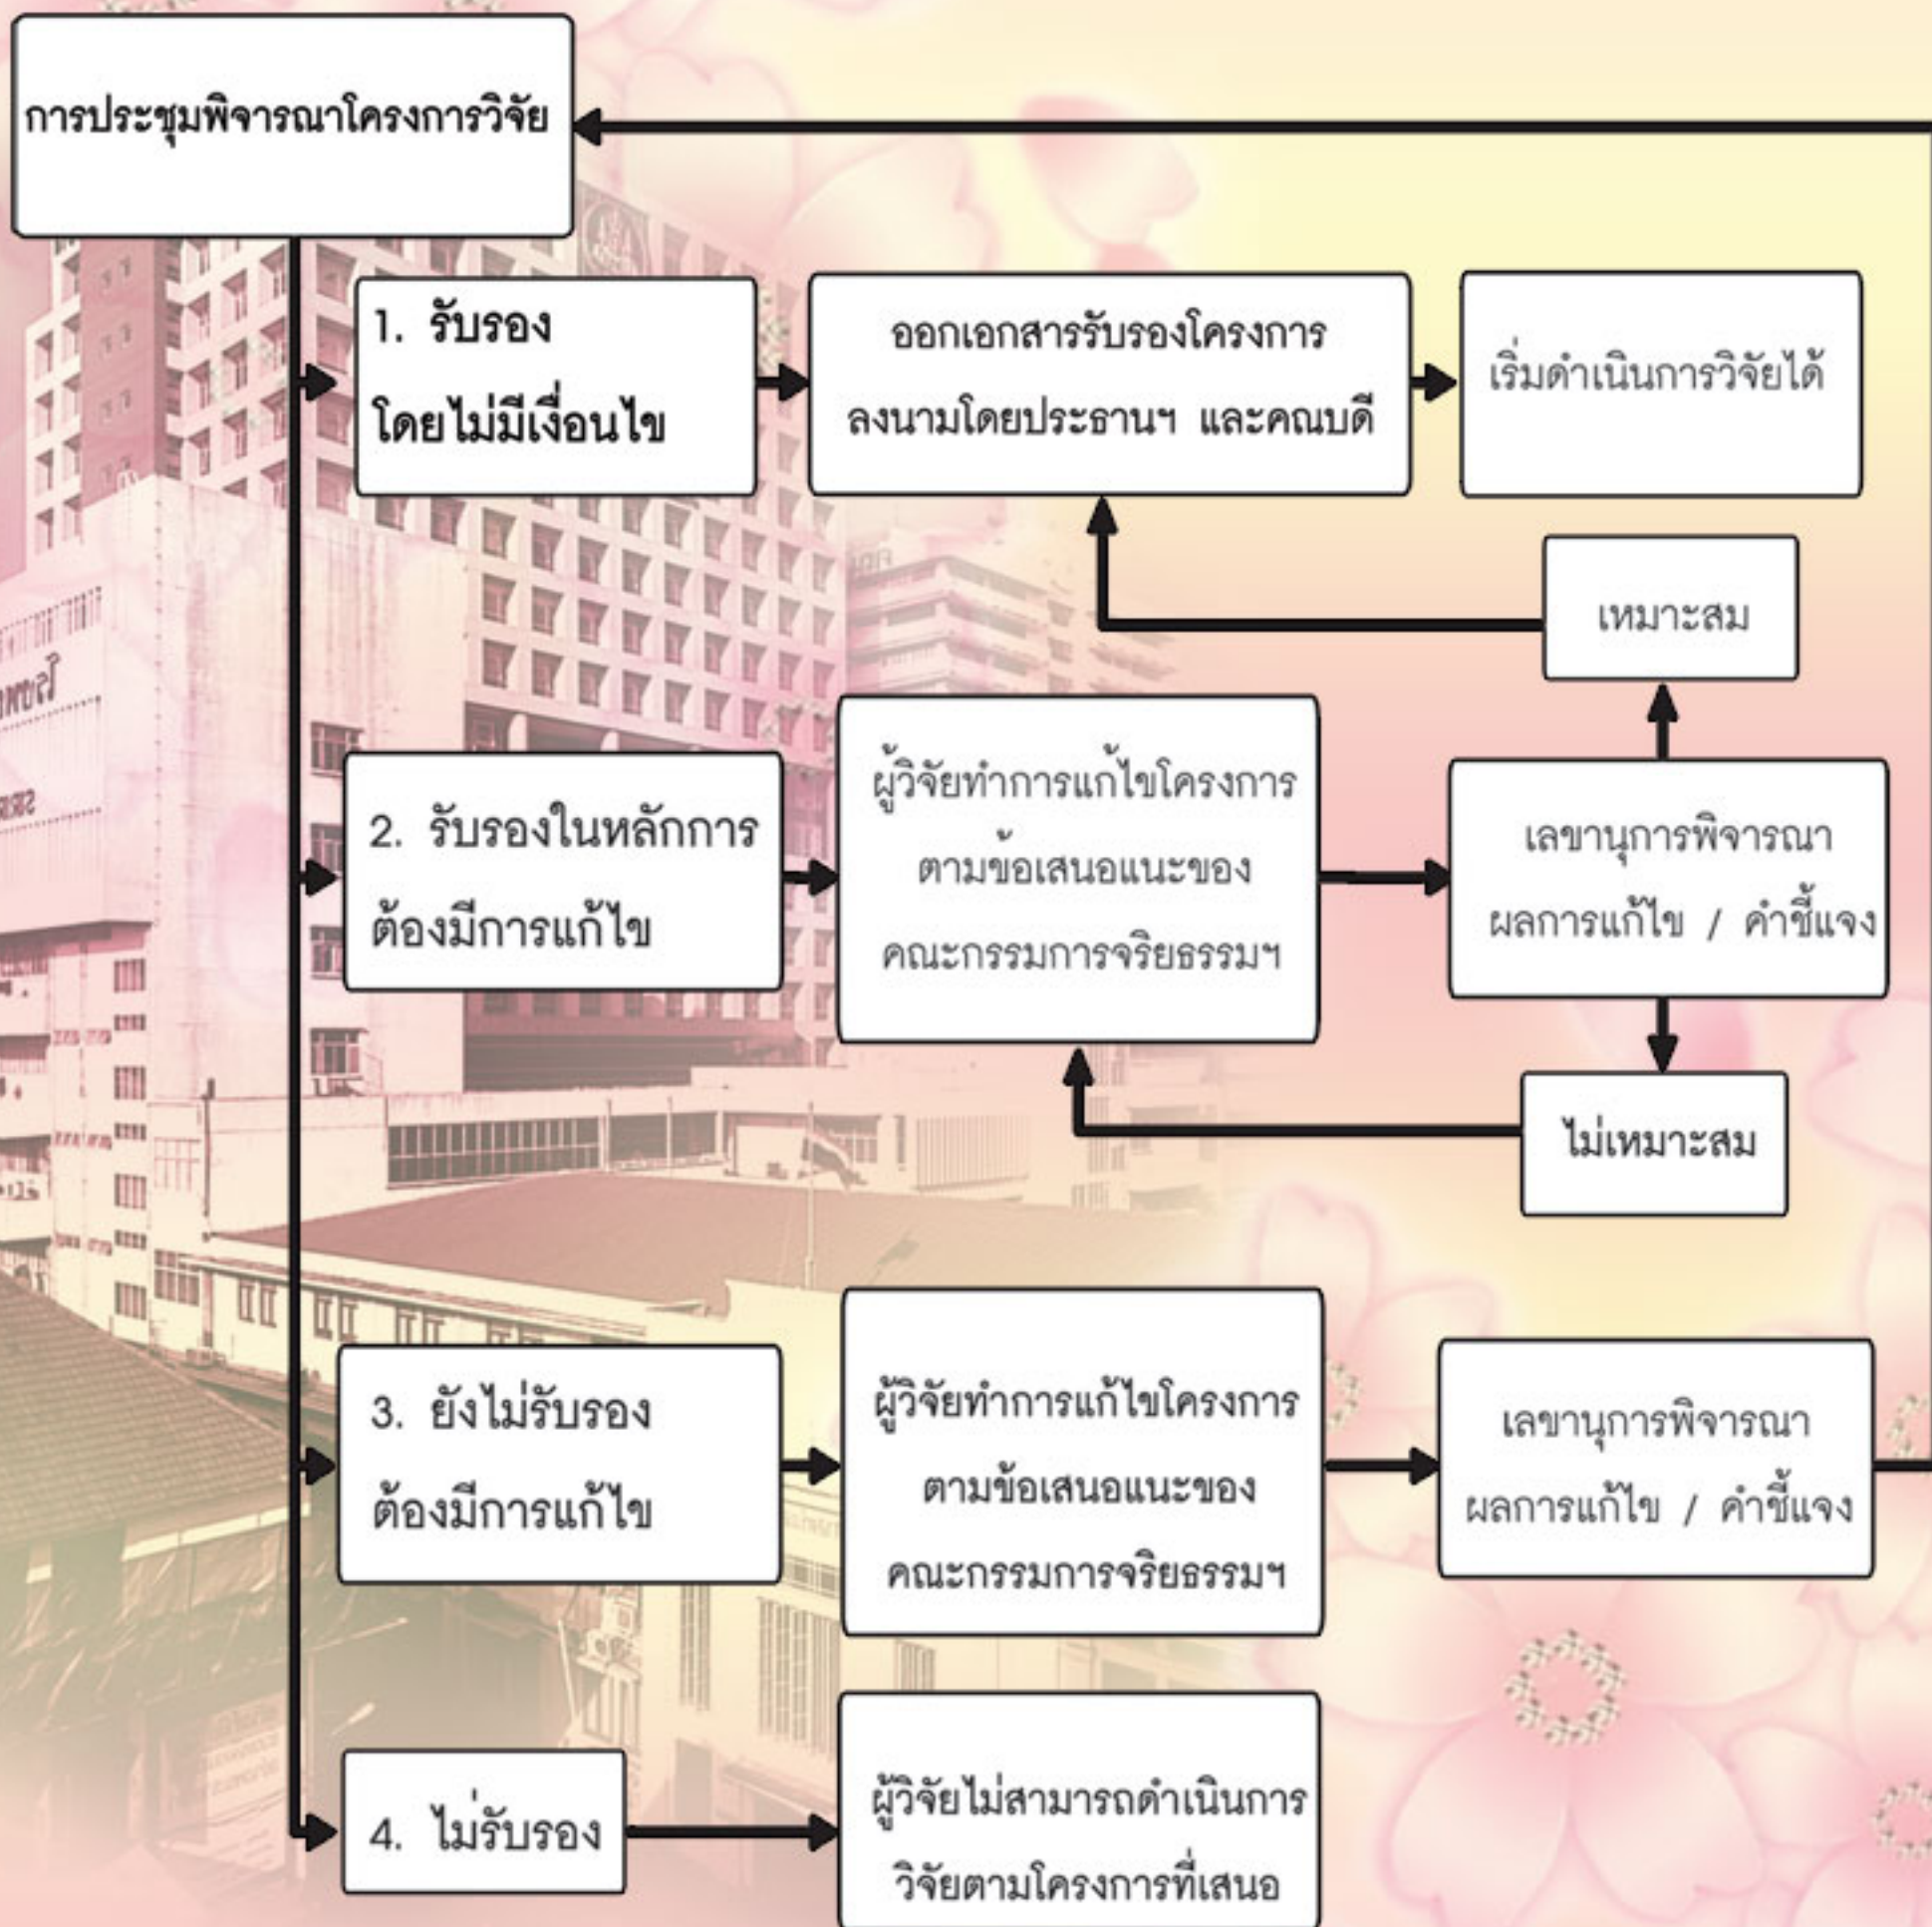 การประชุมพิจารณาโครงการวิจัย
1. รับรอง
โดยไม่มีเงื่อนไข
ออกเอกสารรับรองโครงการ
ลงนามโดยประธานฯ และคณบดี
เริ่มดำเนินการวิจัยได้
เหมาะสม
2. รับรองในหลักการ
ต้องมีการแก้ไข
ผู้วิจัยทำการแก้ไขโครงการ
ตามข้อเสนอแนะของ
คณะกรรมการจริยธรรมฯ
เลขานุการพิจารณา
ผลการแก้ไข / คำชี้แจง
ไม่เหมาะสม
3. ยังไม่รับรอง
ต้องมีการแก้ไข
ผู้วิจัยทำการแก้ไขโครงการ
ตามข้อเสนอแนะของ
คณะกรรมการจริยธรรมฯ
เลขานุการพิจารณา
ผลการแก้ไข / คำชี้แจง
4. ไม่รับรอง
ผู้วิจัยไม่สามารถดำเนินการ
วิจัยตามโครงการที่เสนอ